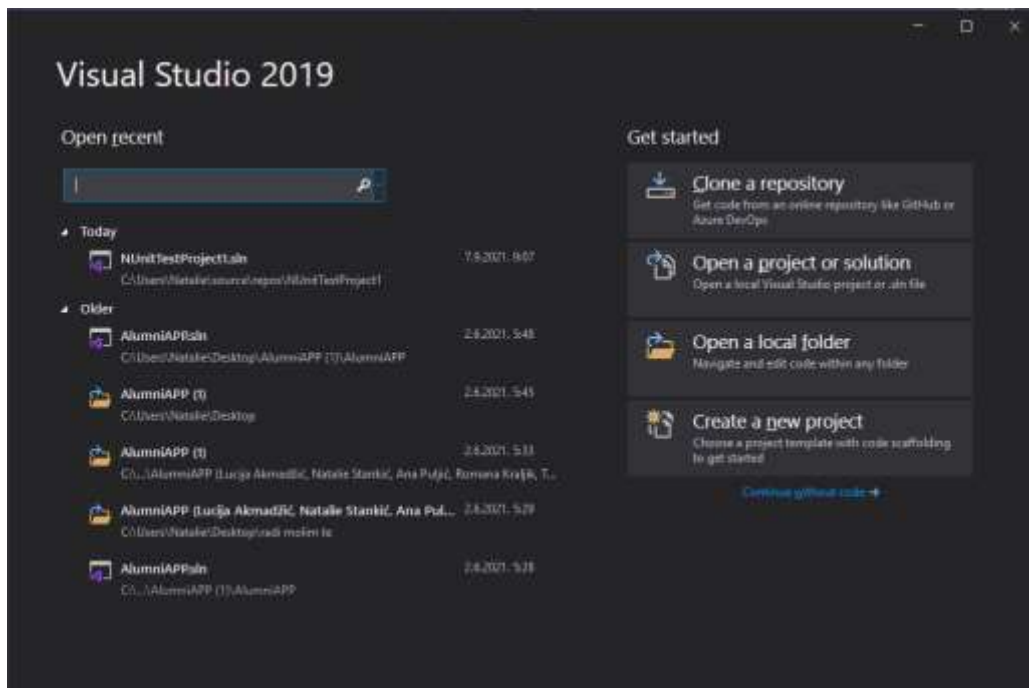 Visual Studio 2019
Open recent
Today
NUnitTestProject1.sln 7.9.2021. 9:07
C:\Users\Natalie\source\repos\NUnitTestProject1
Older
AlumniAPP.sln 2.6.2021. 5:48
C:\Users\Natalie\Desktop\AlumniAPP (1)\AlumniAPP
AlumniAPP (1) 2.6.2021. 5:45
C:\Users\Natalie\Desktop
AlumniAPP (1) 2.6.2021. 5:33
C:\...\AlumniAPP (Lucija Akmadžić, Natalie Stankić, Ana Puljić, Romana Kraljik, T...
AlumniAPP (Lucija Akmadžić, Natalie Stankić, Ana Pul... 2.6.2021. 5:29
C:\Users\Natalie\Desktop\radi molim te
AlumniAPP.sln 2.6.2021. 5:28
C:\...\AlumniAPP (1)\AlumniAPP
Get started
Clone a repository
Get code from an online repository like GitHub or
Azure DevOps
Open a project or solution
Open a local Visual Studio project or .sln file
Open a local folder
Navigate and edit code within any folder
Create a new project
Choose a project template with code scaffolding
to get started
Continue without code →